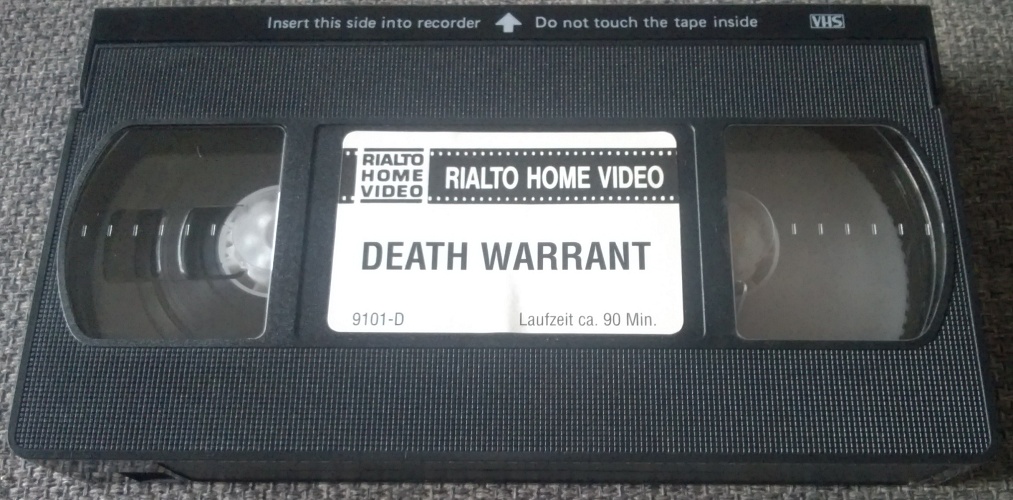 Insert this side into recorder Do not touch the tape inside VHS
RIALTO
HOME
VIDEO
RIALTO HOME VIDEO
DEATH WARRANT
9101-D Laufzeit ca. 90 Min.